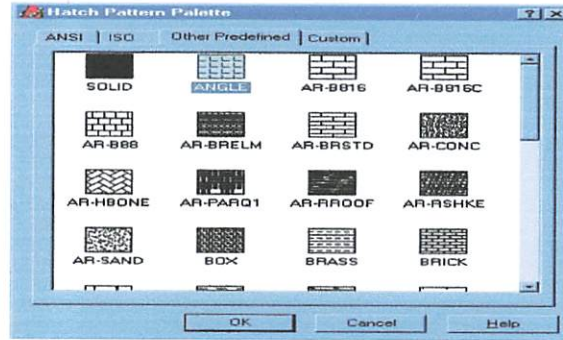 Hatch Pattern Palette
ANSI ISO Other Predefined Custom
SOLID ANGLE AR-B816 AR-B816C
AR-B88 AR-BRELM AR-BRSTD AR-CONC
AR-HBONE AR-PARQ1 AR-RROOF AR-RSHKE
AR-SAND BOX BRASS BRICK
OK Cancel Help